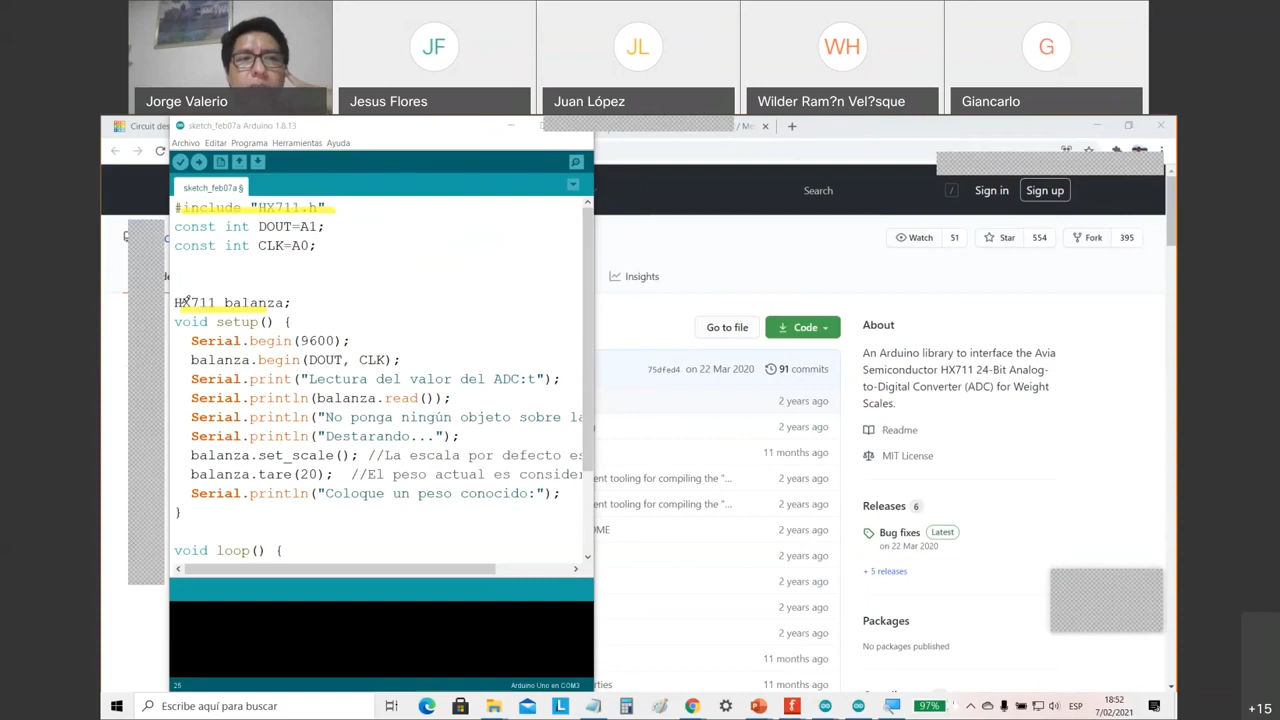 JF
JL
WH
G
Jorge Valerio
Jesus Flores
Juan López
Wilder Ram?n Vel?sque
Giancarlo
Circuit des
sketch_feb07a Arduino 1.8.13
/ Me
Archivo Editar Programa Herramientas Ayuda
sketch_feb07a §
#include "HX711.h"
const int DOUT=A1;
const int CLK=A0;
HX711 balanza;
void setup() {
Serial.begin(9600);
balanza.begin(DOUT, CLK);
Serial.print("Lectura del valor del ADC:t");
Serial.println(balanza.read());
Serial.println("No ponga ningún objeto sobre la
Serial.println("Destarando...");
balanza.set_scale(); //La escala por defecto es
balanza.tare(20); //El peso actual es consider
Serial.println("Coloque un peso conocido:");
}
void loop() {
25
Arduino Uno en COM3
Search
/
Sign in
Sign up
Watch 51
Star 554
Fork 395
Insights
Go to file
Code
75dfed4 on 22 Mar 2020 91 commits
2 years ago
2 years ago
11 months ago
ent tooling for compiling the "... 2 years ago
ent tooling for compiling the "... 2 years ago
OME 2 years ago
2 years ago
2 years ago
2 years ago
2 years ago
11 months ago
rties 2 years ago
About
An Arduino library to interface the Avia
Semiconductor HX711 24-Bit Analog-
to-Digital Converter (ADC) for Weight
Scales.
Readme
MIT License
Releases 6
Bug fixes Latest
on 22 Mar 2020
+ 5 releases
Packages
No packages published
Escribe aquí para buscar
97%
ESP
18:52
7/02/2021
+15